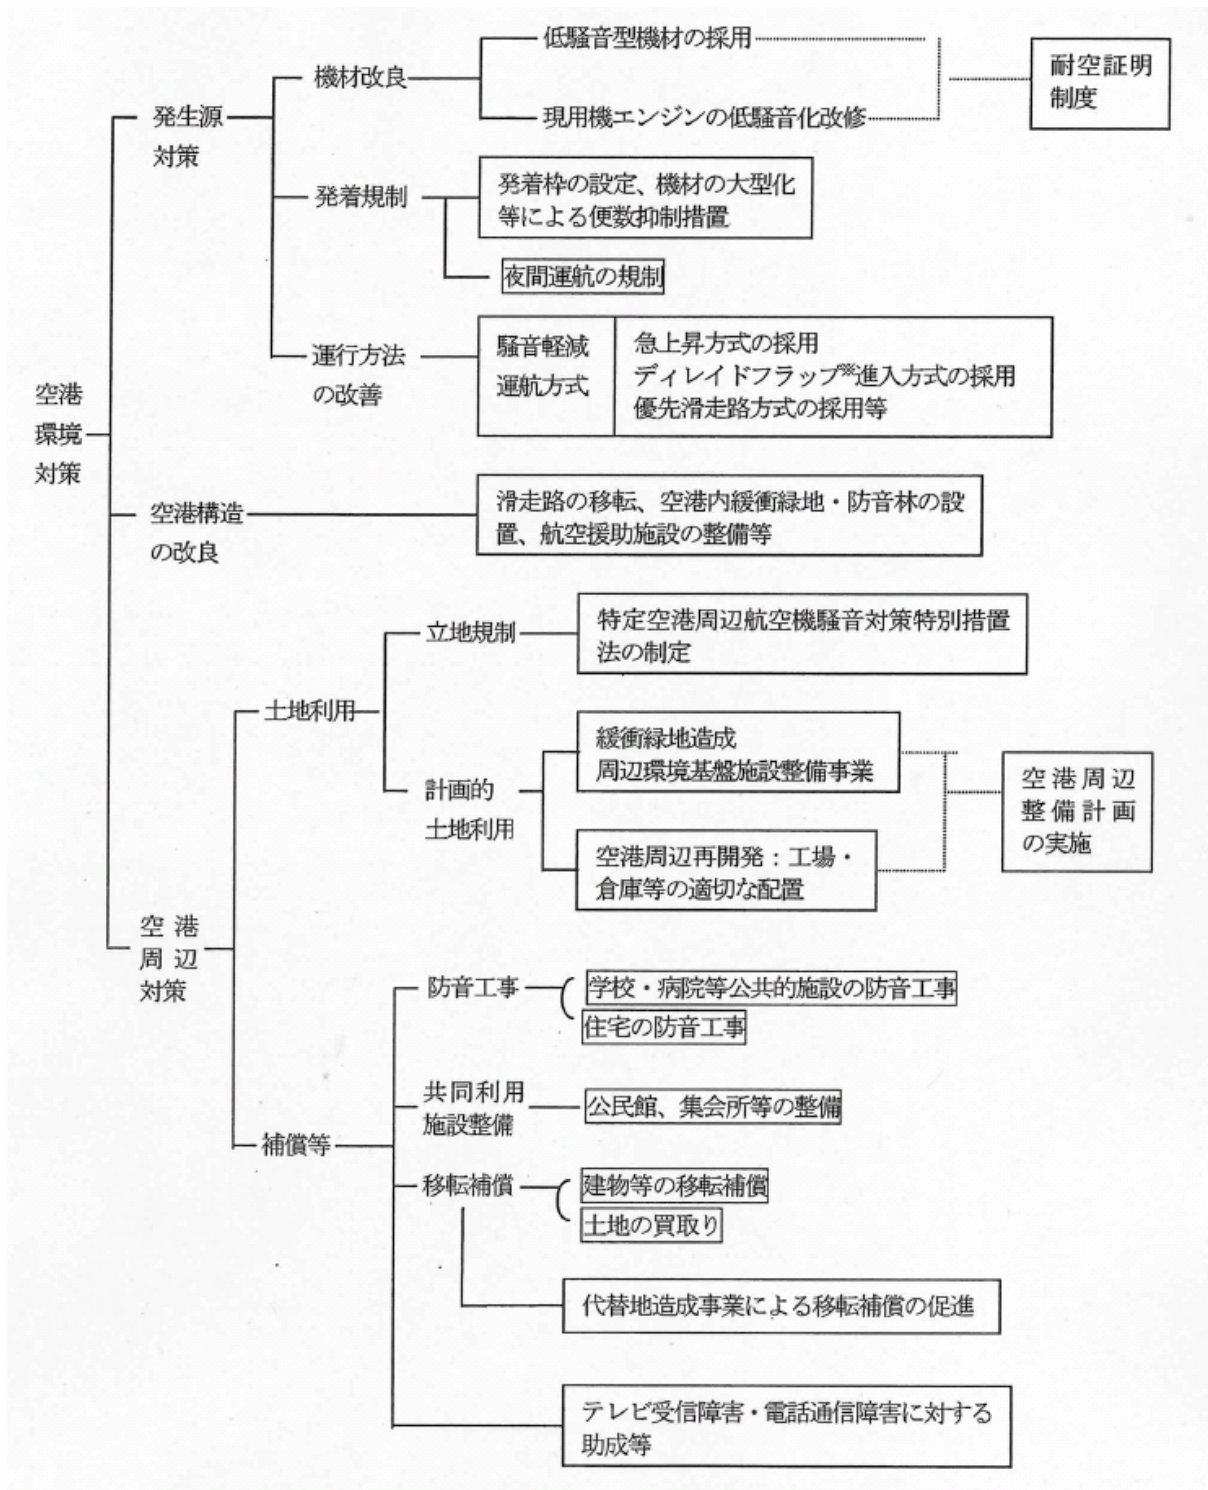 空港
環境
対策
発生源
対策
機材改良
低騒音型機材の採用
現用機エンジンの低騒音化改修
耐空証明
制度
発着規制
発着枠の設定、機材の大型化
等による便数抑制措置
夜間運航の規制
運行方法
の改善
騒音軽減
運航方式
急上昇方式の採用
ディレイドフラップ※進入方式の採用
優先滑走路方式の採用等
空港構造
の改良
滑走路の移転、空港内緩衝緑地・防音林の設
置、航空援助施設の整備等
空港
周辺
対策
土地利用
立地規制
特定空港周辺航空機騒音対策特別措置
法の制定
計画的
土地利用
緩衝緑地造成
周辺環境基盤施設整備事業
空港周辺再開発：工場・
倉庫等の適切な配置
空港周辺
整備計画
の実施
補償等
防音工事
学校・病院等公共的施設の防音工事
住宅の防音工事
共同利用
施設整備
公民館、集会所等の整備
移転補償
建物等の移転補償
土地の買取り
代替地造成事業による移転補償の促進
テレビ受信障害・電話通信障害に対する
助成等